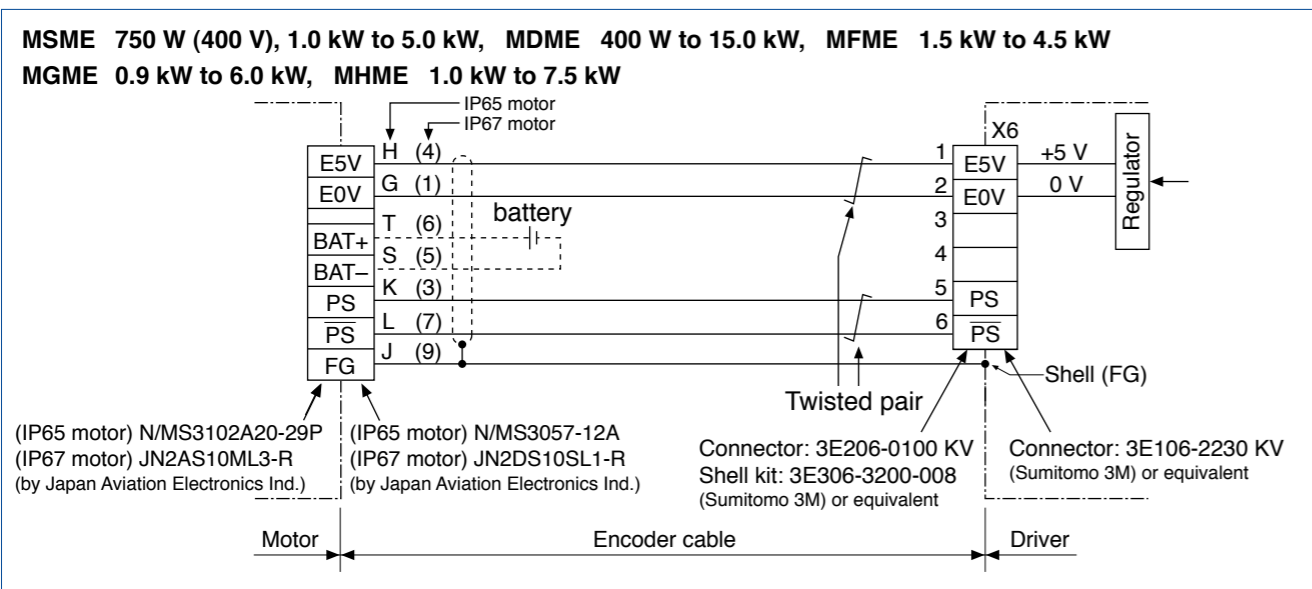 MSME 750 W (400 V), 1.0 kW to 5.0 kW, MDME 400 W to 15.0 kW, MFME 1.5 kW to 4.5 kW
MGME 0.9 kW to 6.0 kW, MHME 1.0 kW to 7.5 kW
IP65 motor
IP67 motor
X6
E5V H (4) 1 E5V +5 V
E0V G (1) 2 E0V 0 V
Regulator
battery
BAT+ T (6) 3
BAT– S (5) 4
PS K (3) 5 PS
P̅S̅ L (7) 6 P̅S̅
FG J (9)
Shell (FG)
Twisted pair
(IP65 motor) N/MS3102A20-29P
(IP67 motor) JN2AS10ML3-R
(by Japan Aviation Electronics Ind.)
(IP65 motor) N/MS3057-12A
(IP67 motor) JN2DS10SL1-R
(by Japan Aviation Electronics Ind.)
Connector: 3E206-0100 KV
Shell kit: 3E306-3200-008
(Sumitomo 3M) or equivalent
Connector: 3E106-2230 KV
(Sumitomo 3M) or equivalent
Motor
Encoder cable
Driver